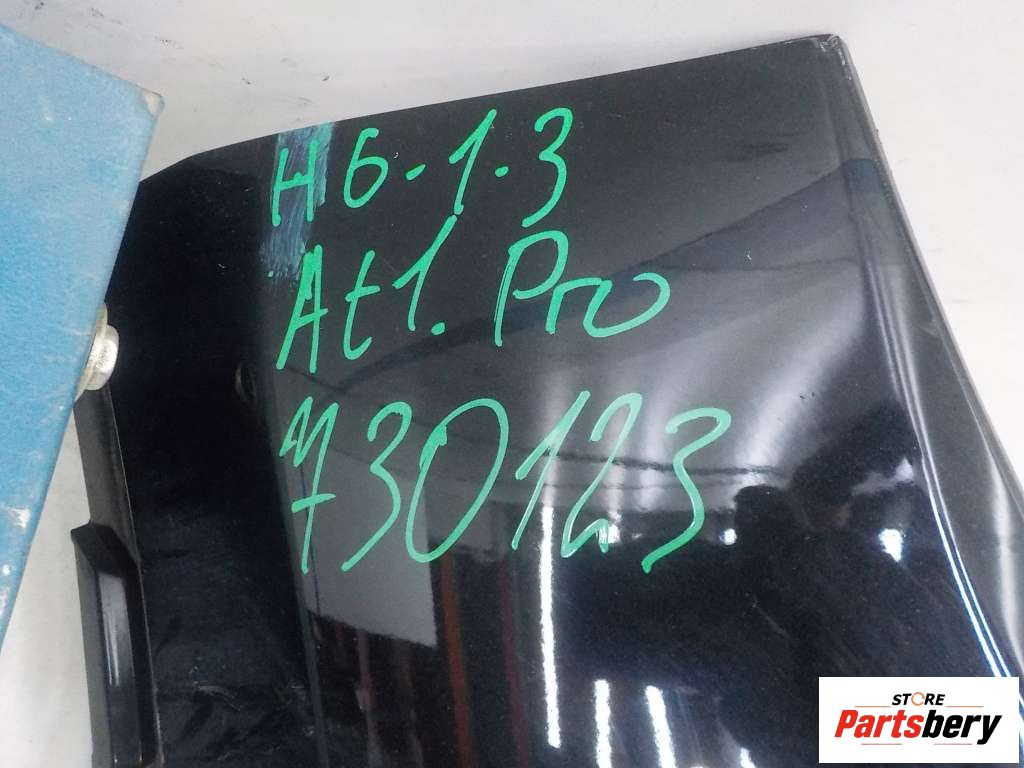 H6-1-3
At1. Pro
730123
STORE
Partsbery